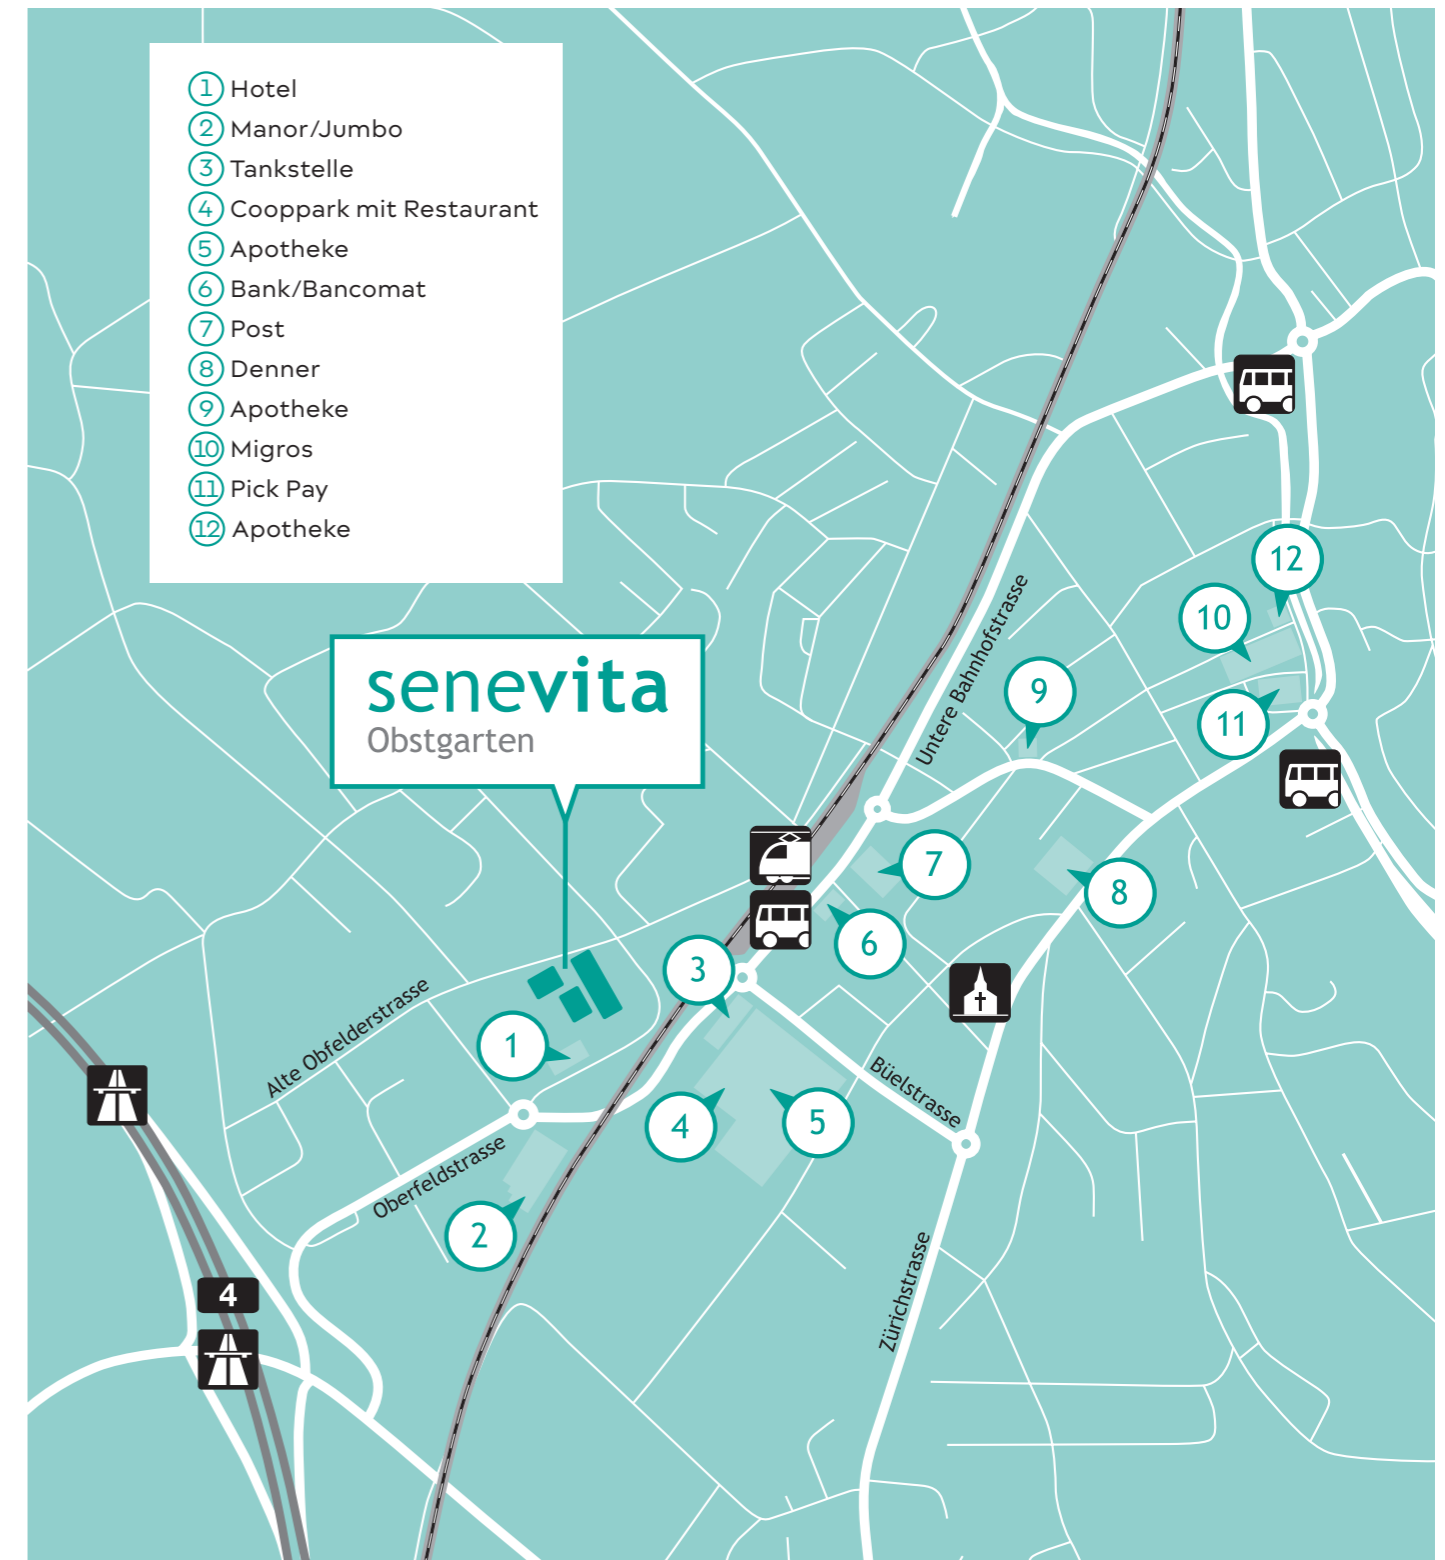 1 Hotel
2 Manor/Jumbo
3 Tankstelle
4 Cooppark mit Restaurant
5 Apotheke
6 Bank/Bancomat
7 Post
8 Denner
9 Apotheke
10 Migros
11 Pick Pay
12 Apotheke
senevita
Obstgarten
12
10
11
9
Untere Bahnhofstrasse
7
8
6
3
1
Alte Obfelderstrasse
4
5
Büelstrasse
Oberfeldstrasse
2
Zürichstrasse
4